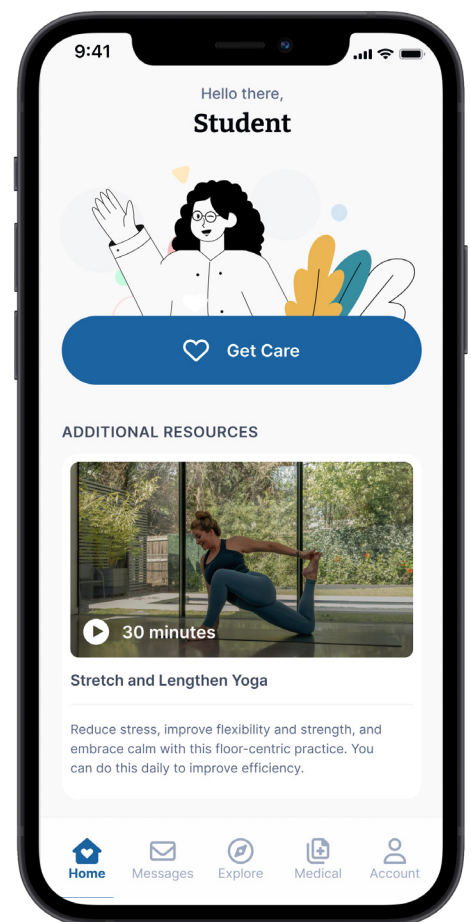 9:41
Hello there,
Student
Get Care
ADDITIONAL RESOURCES
30 minutes
Stretch and Lengthen Yoga
Reduce stress, improve flexibility and strength, and
embrace calm with this floor-centric practice. You
can do this daily to improve efficiency.
Home Messages Explore Medical Account